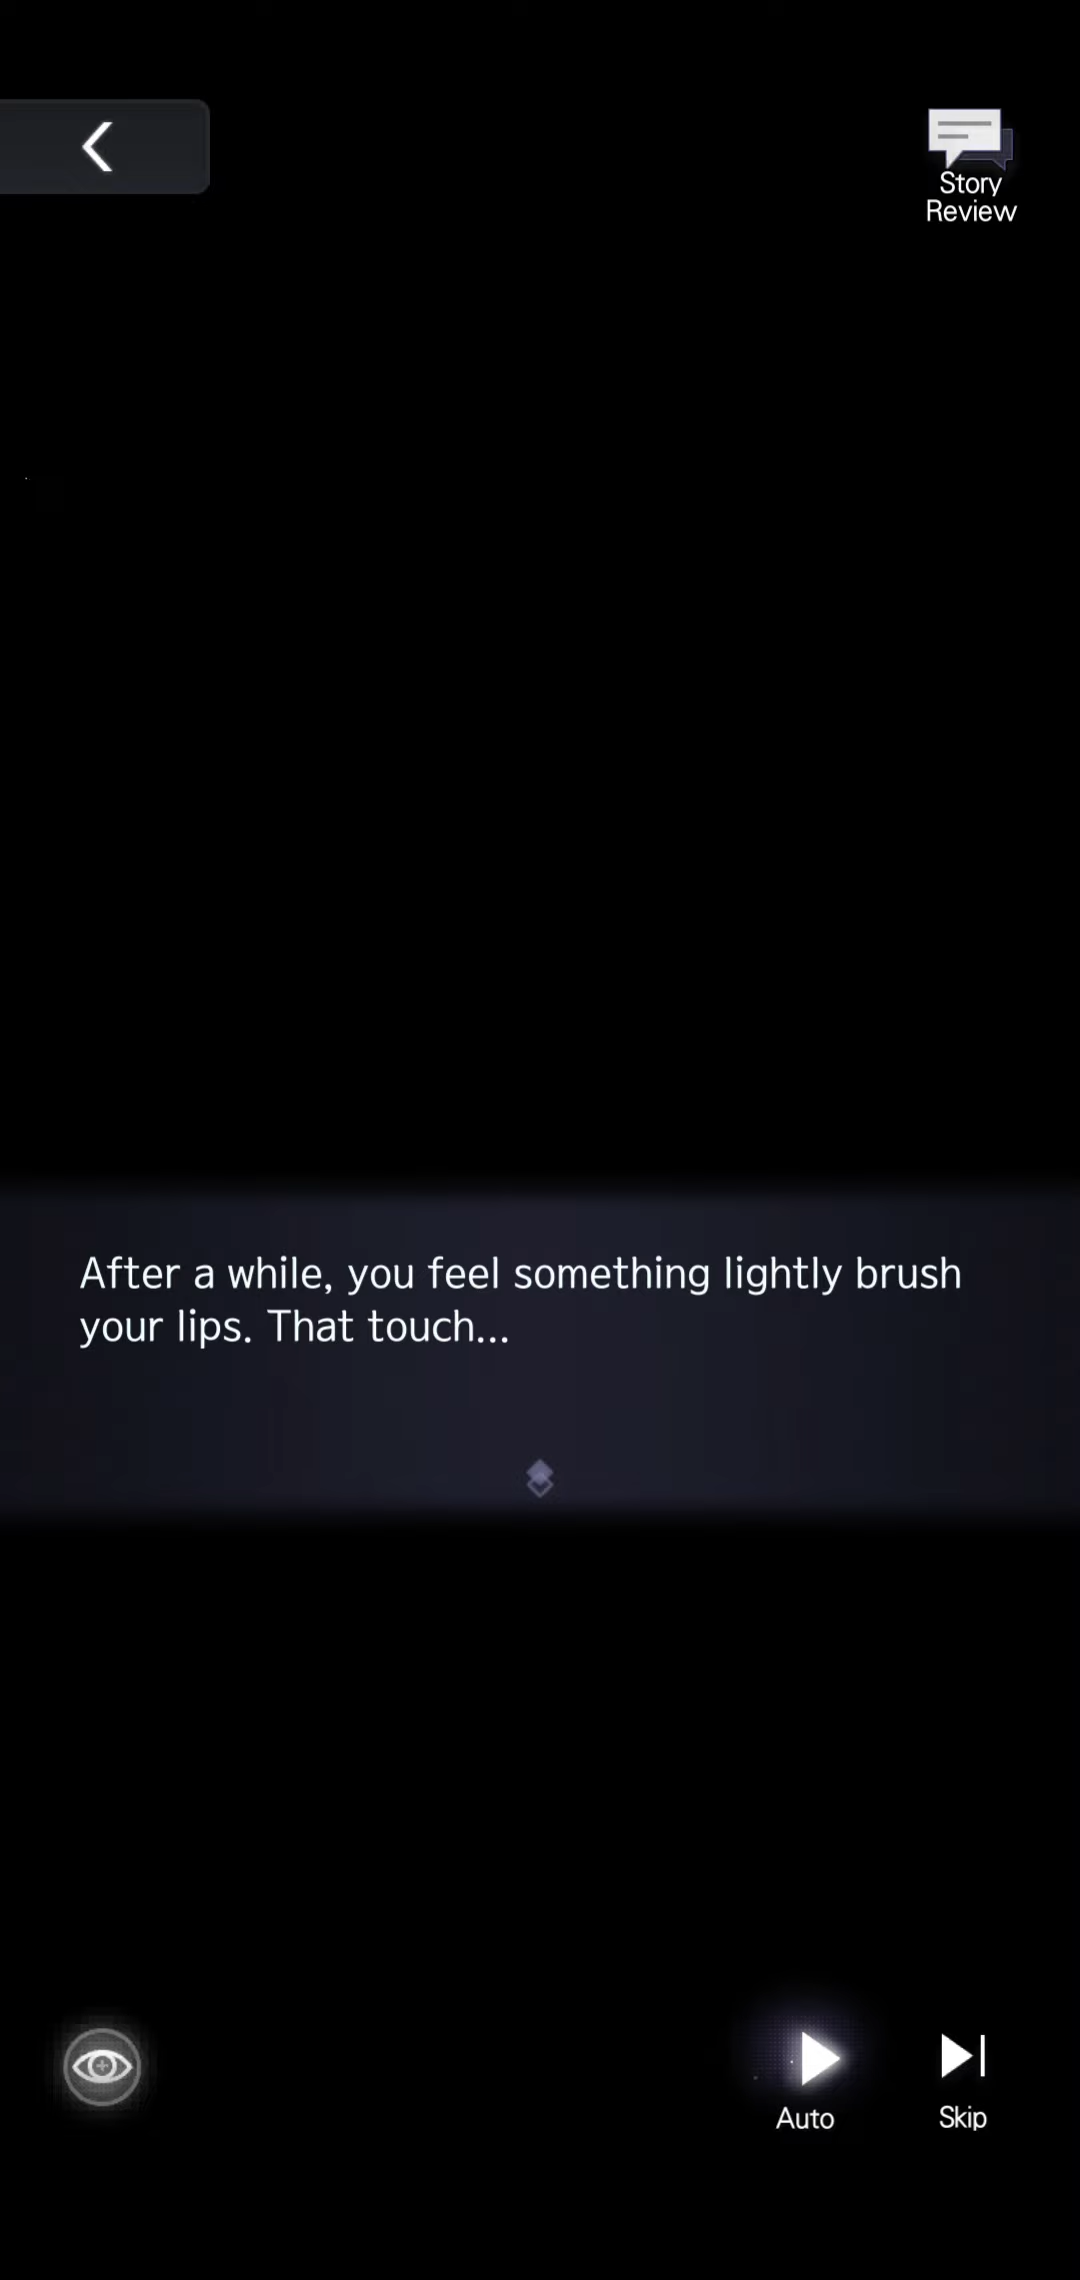 Story
Review
After a while, you feel something lightly brush
your lips. That touch...
Auto
Skip